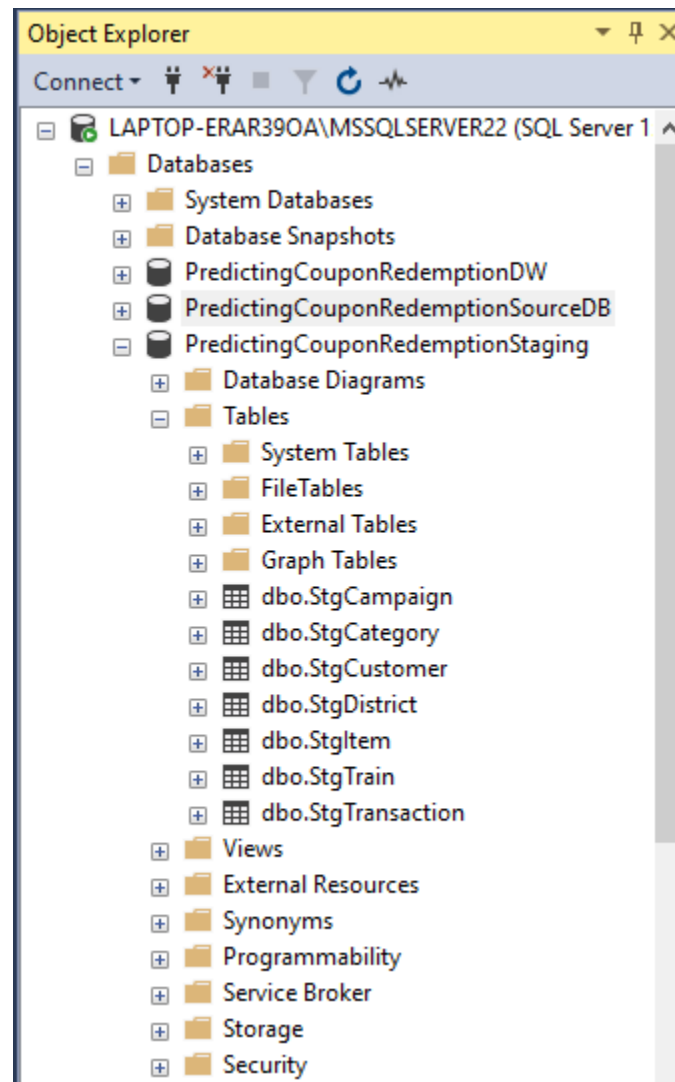 Object Explorer
Connect
LAPTOP-ERAR39OA\MSSQLSERVER22 (SQL Server 1
Databases
System Databases
Database Snapshots
PredictingCouponRedemptionDW
PredictingCouponRedemptionSourceDB
PredictingCouponRedemptionStaging
Database Diagrams
Tables
System Tables
FileTables
External Tables
Graph Tables
dbo.StgCampaign
dbo.StgCategory
dbo.StgCustomer
dbo.StgDistrict
dbo.StgItem
dbo.StgTrain
dbo.StgTransaction
Views
External Resources
Synonyms
Programmability
Service Broker
Storage
Security